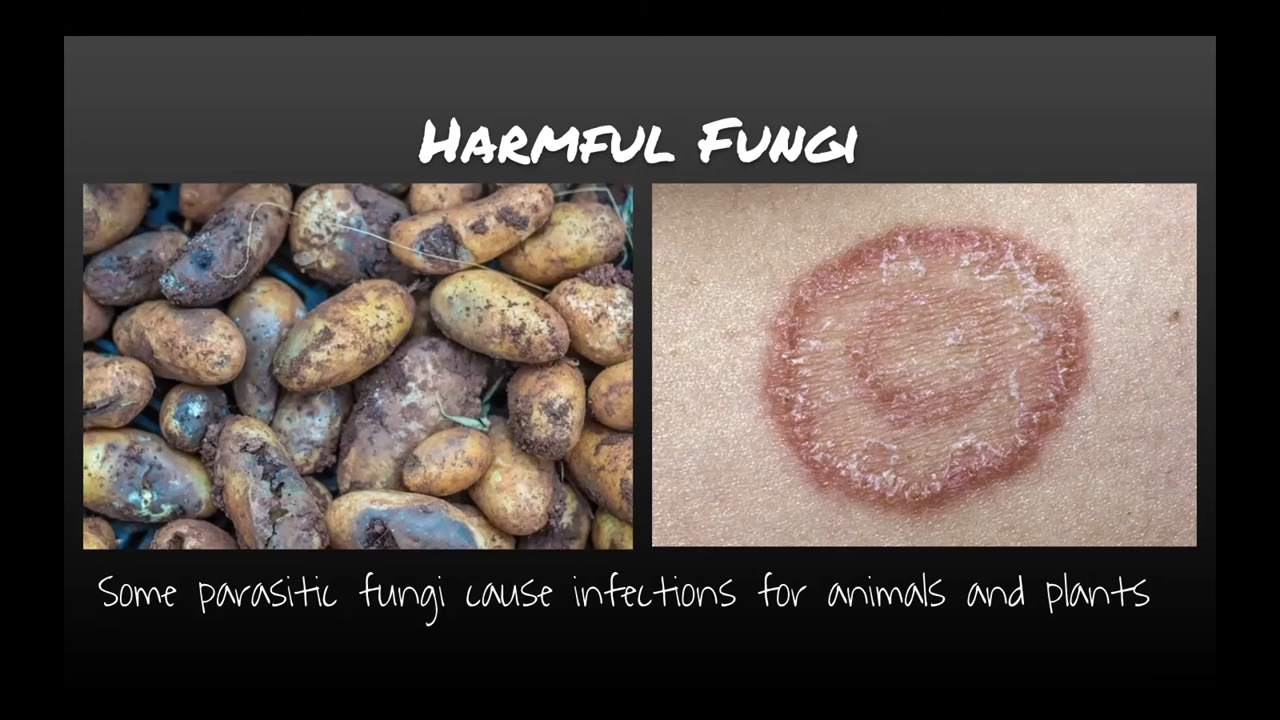 Harmful Fungi
Some parasitic fungi cause infections for animals and plants